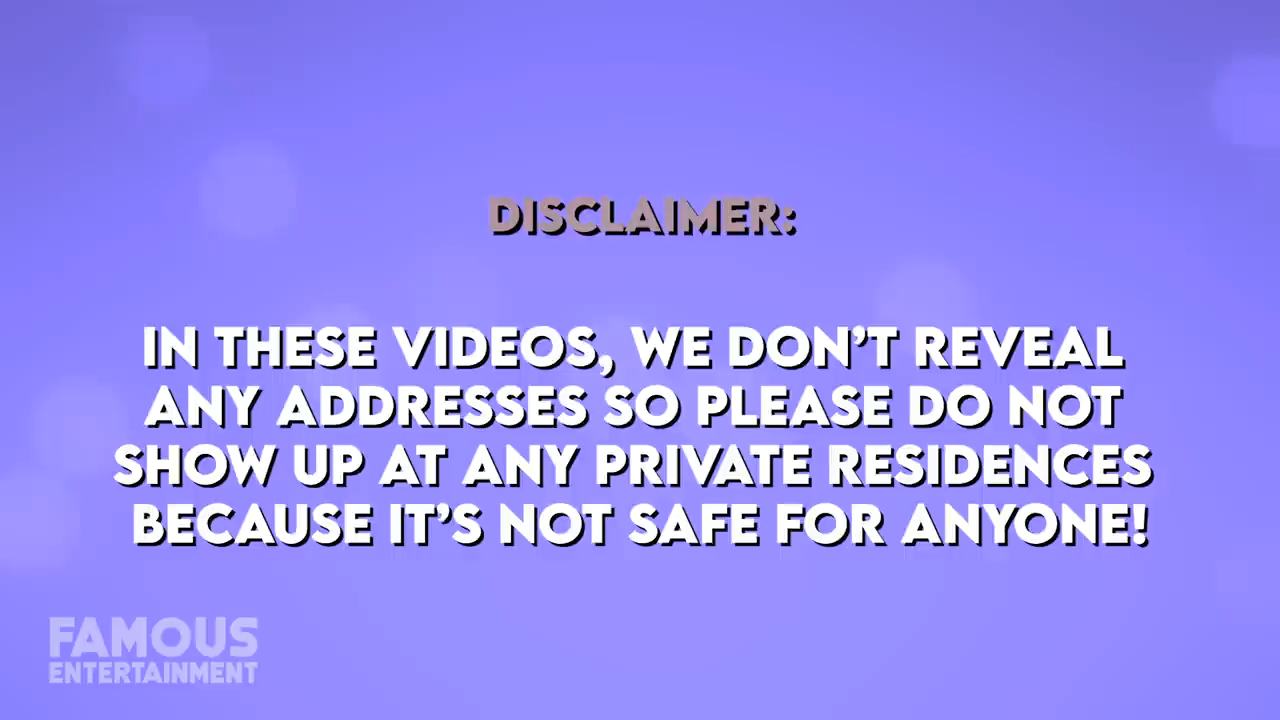 DISCLAIMER:
IN THESE VIDEOS, WE DON'T REVEAL
ANY ADDRESSES SO PLEASE DO NOT
SHOW UP AT ANY PRIVATE RESIDENCES
BECAUSE IT'S NOT SAFE FOR ANYONE!
FAMOUS
ENTERTAINMENT